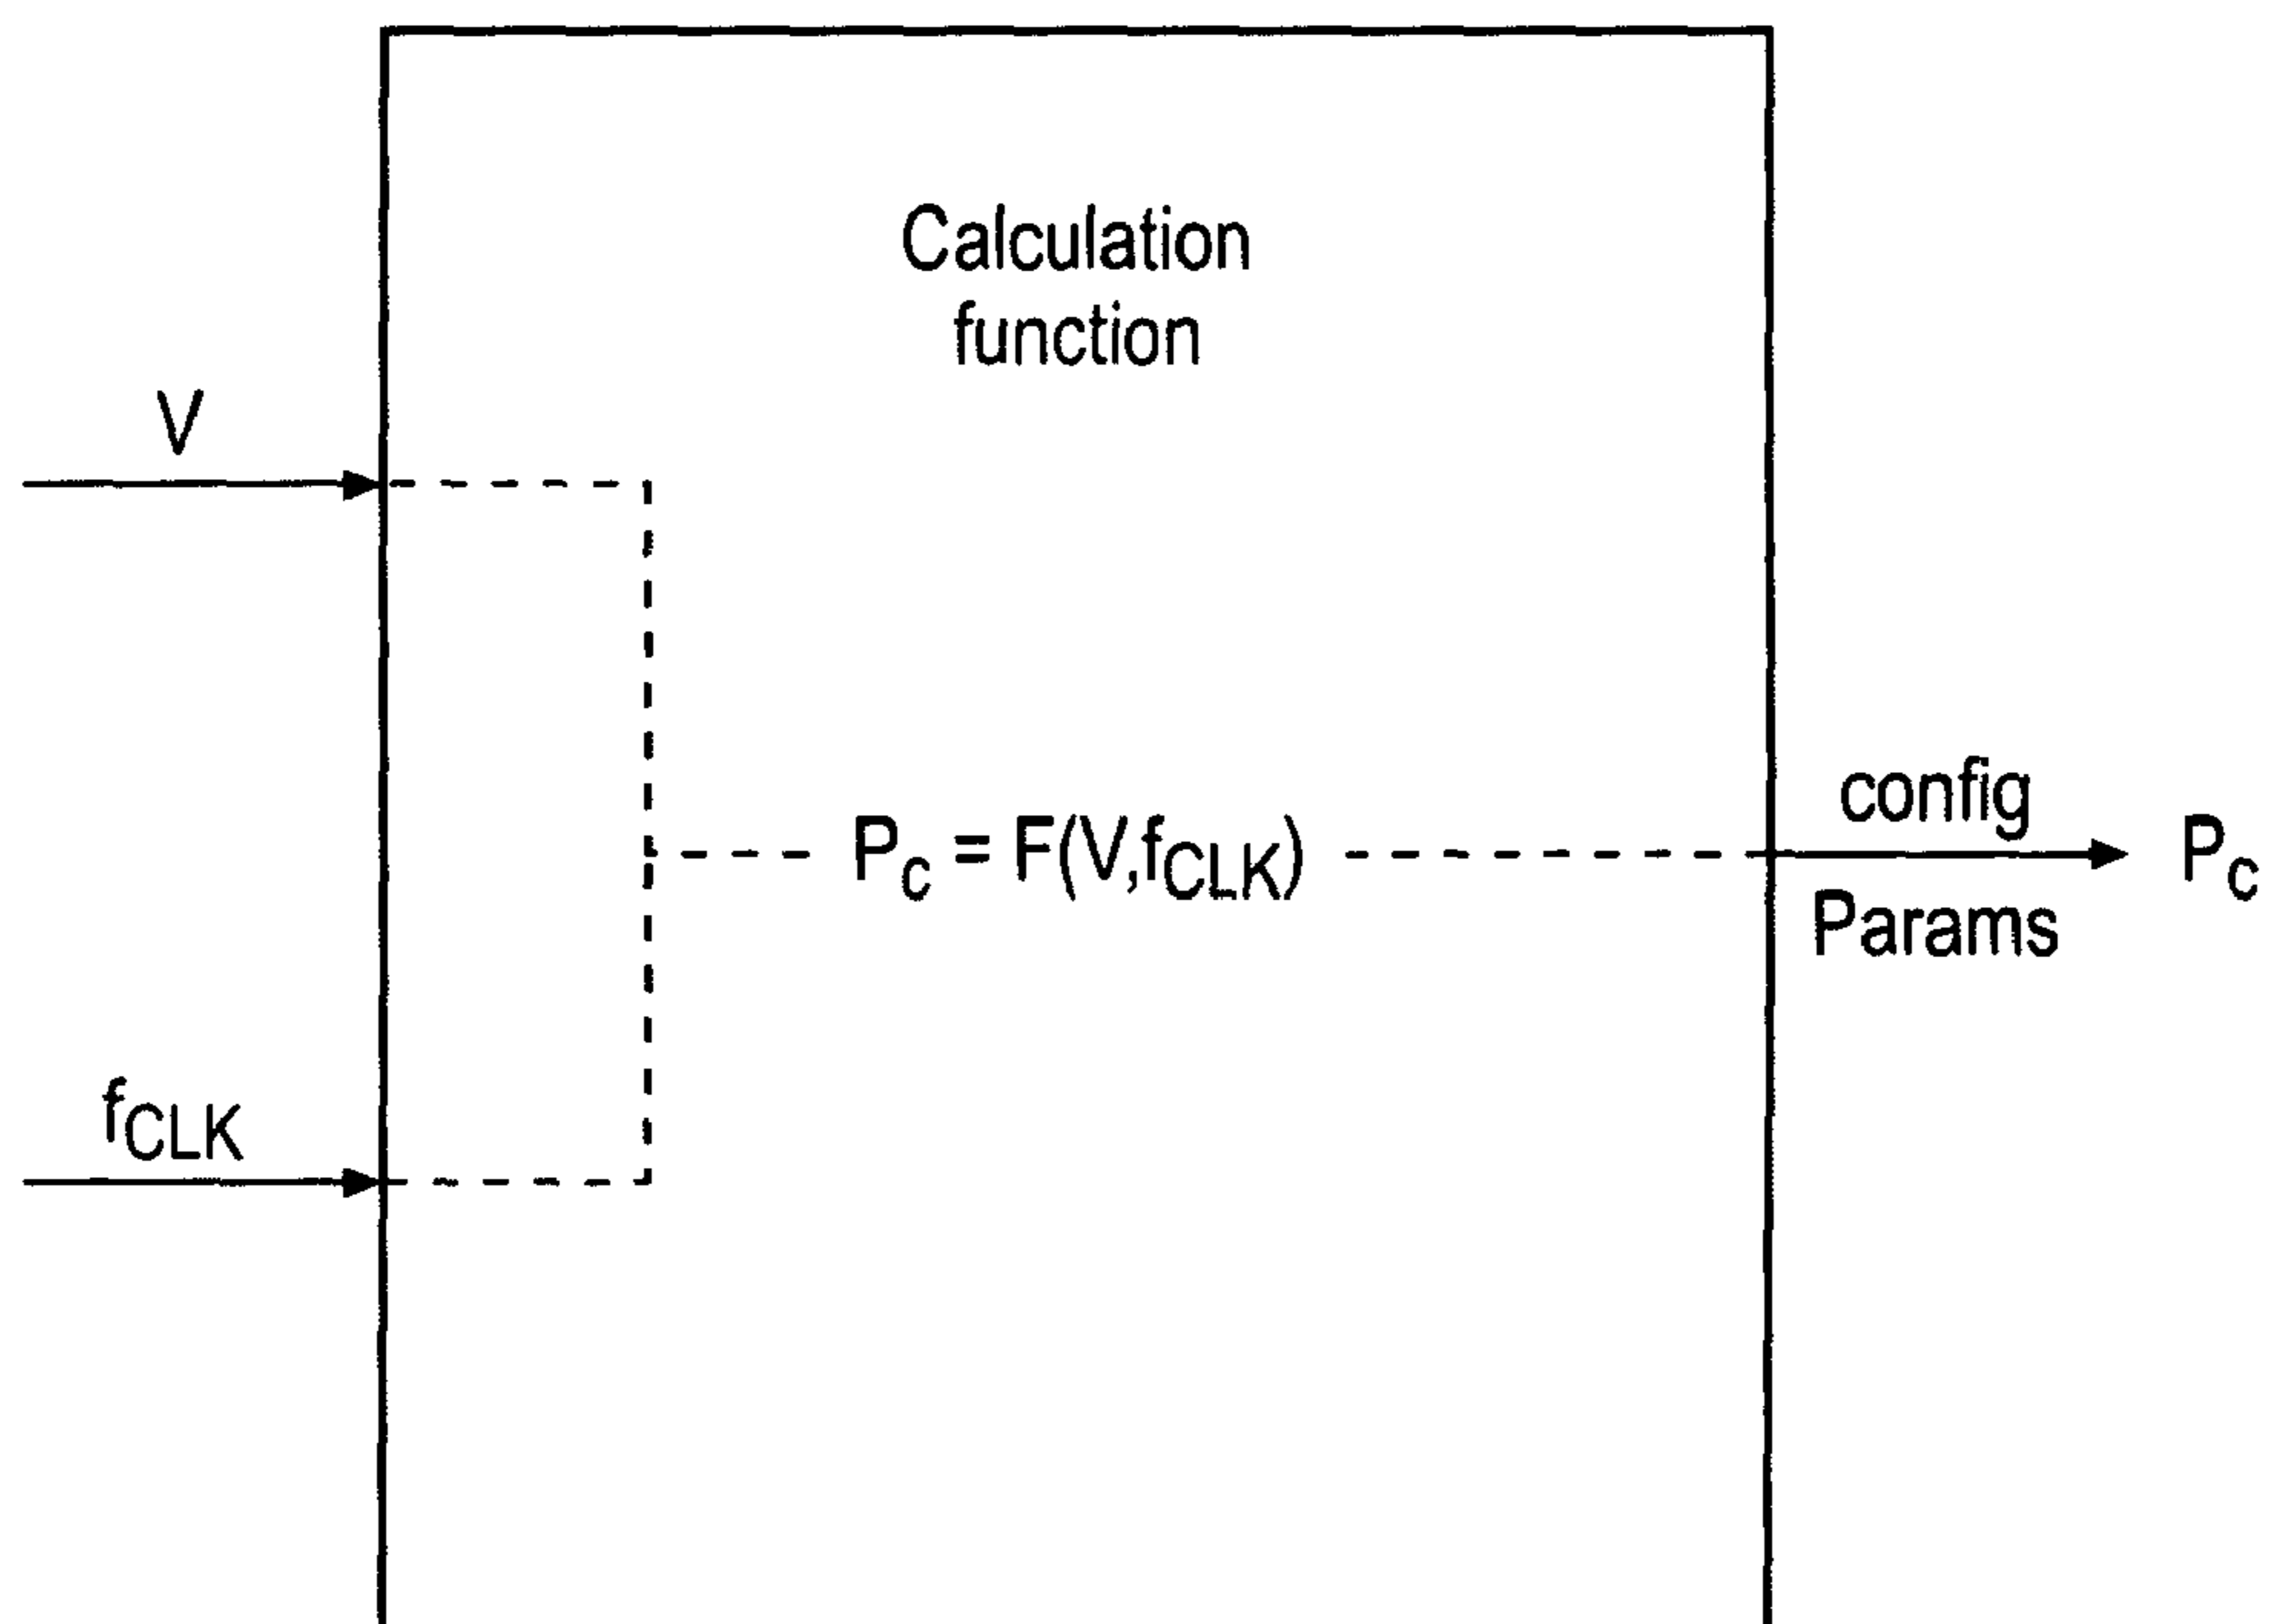 Calculation
function
V
P_c = F(V,f_CLK)
config
Params
P_c
f_CLK